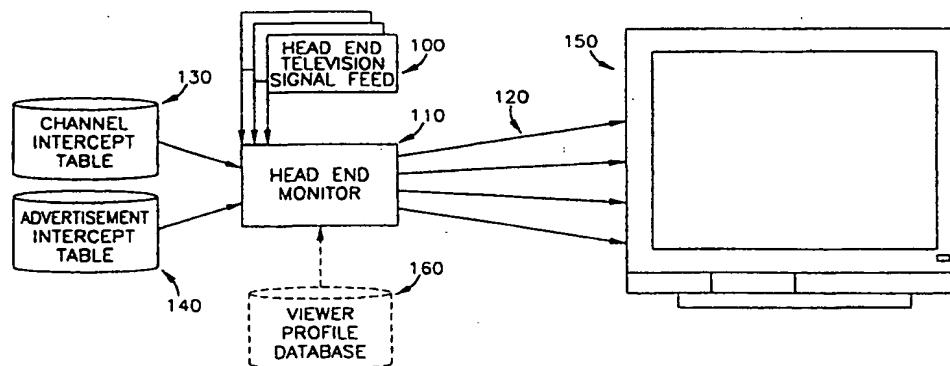 HEAD END
TELEVISION
SIGNAL FEED
100
150
130
CHANNEL
INTERCEPT
TABLE
110
120
HEAD END
MONITOR
ADVERTISEMENT
INTERCEPT
TABLE
140
160
VIEWER
PROFILE
DATABASE